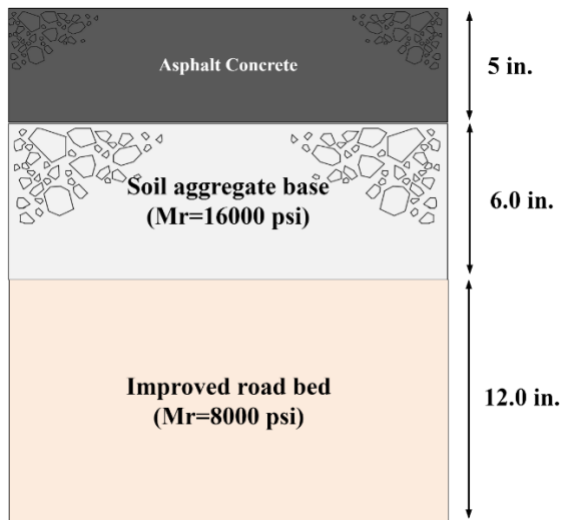 Asphalt Concrete
5 in.
Soil aggregate base
(Mr=16000 psi)
6.0 in.
Improved road bed
(Mr=8000 psi)
12.0 in.